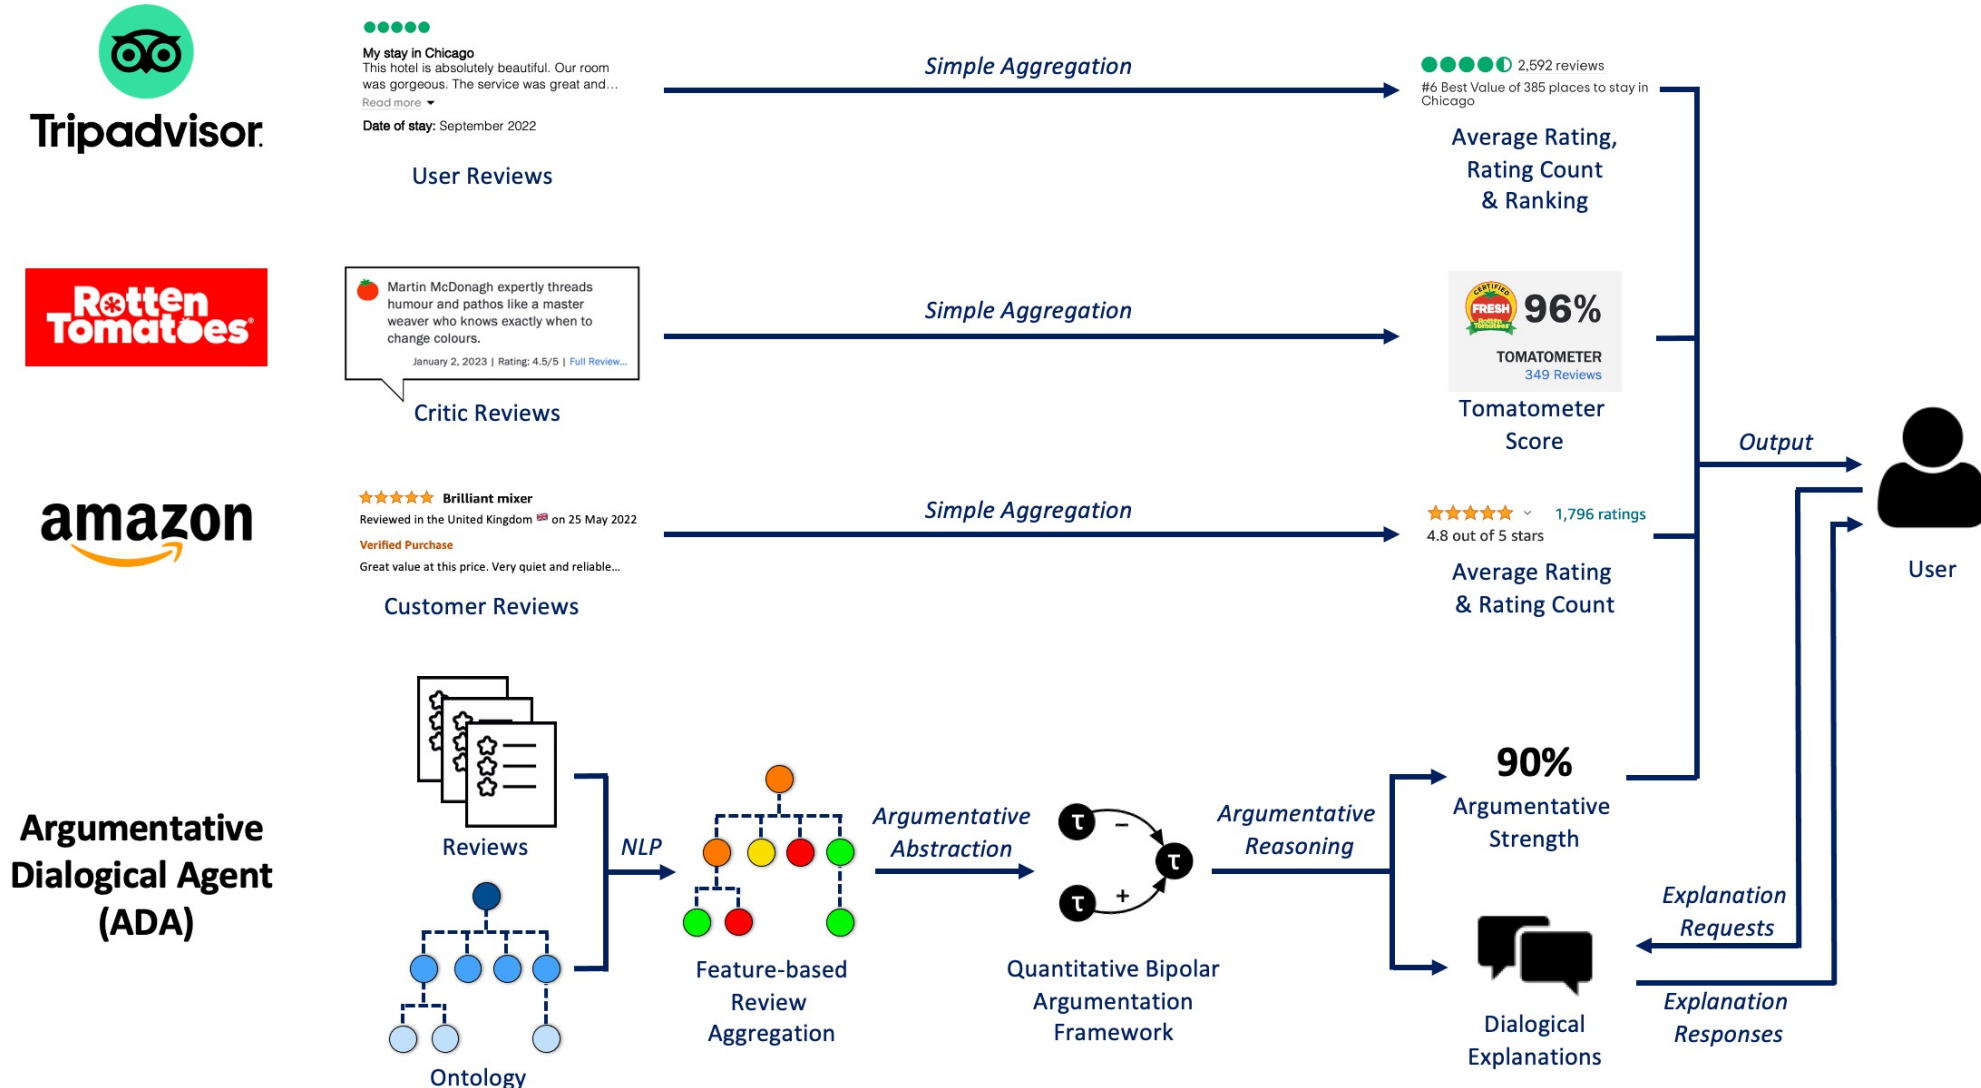 Tripadvisor
My stay in Chicago
This hotel is absolutely beautiful. Our room
was gorgeous. The service was great and...
Read more
Date of stay: September 2022
User Reviews
Simple Aggregation
2,592 reviews
#6 Best Value of 385 places to stay in
Chicago
Average Rating,
Rating Count
& Ranking
Rotten
Tomatoes®
Martin McDonagh expertly threads
humour and pathos like a master
weaver who knows exactly when to
change colours.
January 2, 2023 | Rating: 4.5/5 | Full Review...
Critic Reviews
Simple Aggregation
CERTIFIED
FRESH
Rotten
Tomatoes
96%
TOMATOMETER
349 Reviews
Tomatometer
Score
amazon
Brilliant mixer
Reviewed in the United Kingdom 🇬🇧 on 25 May 2022
Verified Purchase
Great value at this price. Very quiet and reliable...
Customer Reviews
Simple Aggregation
1,796 ratings
4.8 out of 5 stars
Average Rating
& Rating Count
Output
User
Argumentative
Dialogical Agent
(ADA)
Reviews
Ontology
NLP
Feature-based
Review
Aggregation
Argumentative
Abstraction
τ
−
τ
τ
+
Quantitative Bipolar
Argumentation
Framework
Argumentative
Reasoning
90%
Argumentative
Strength
Dialogical
Explanations
Explanation
Requests
Explanation
Responses